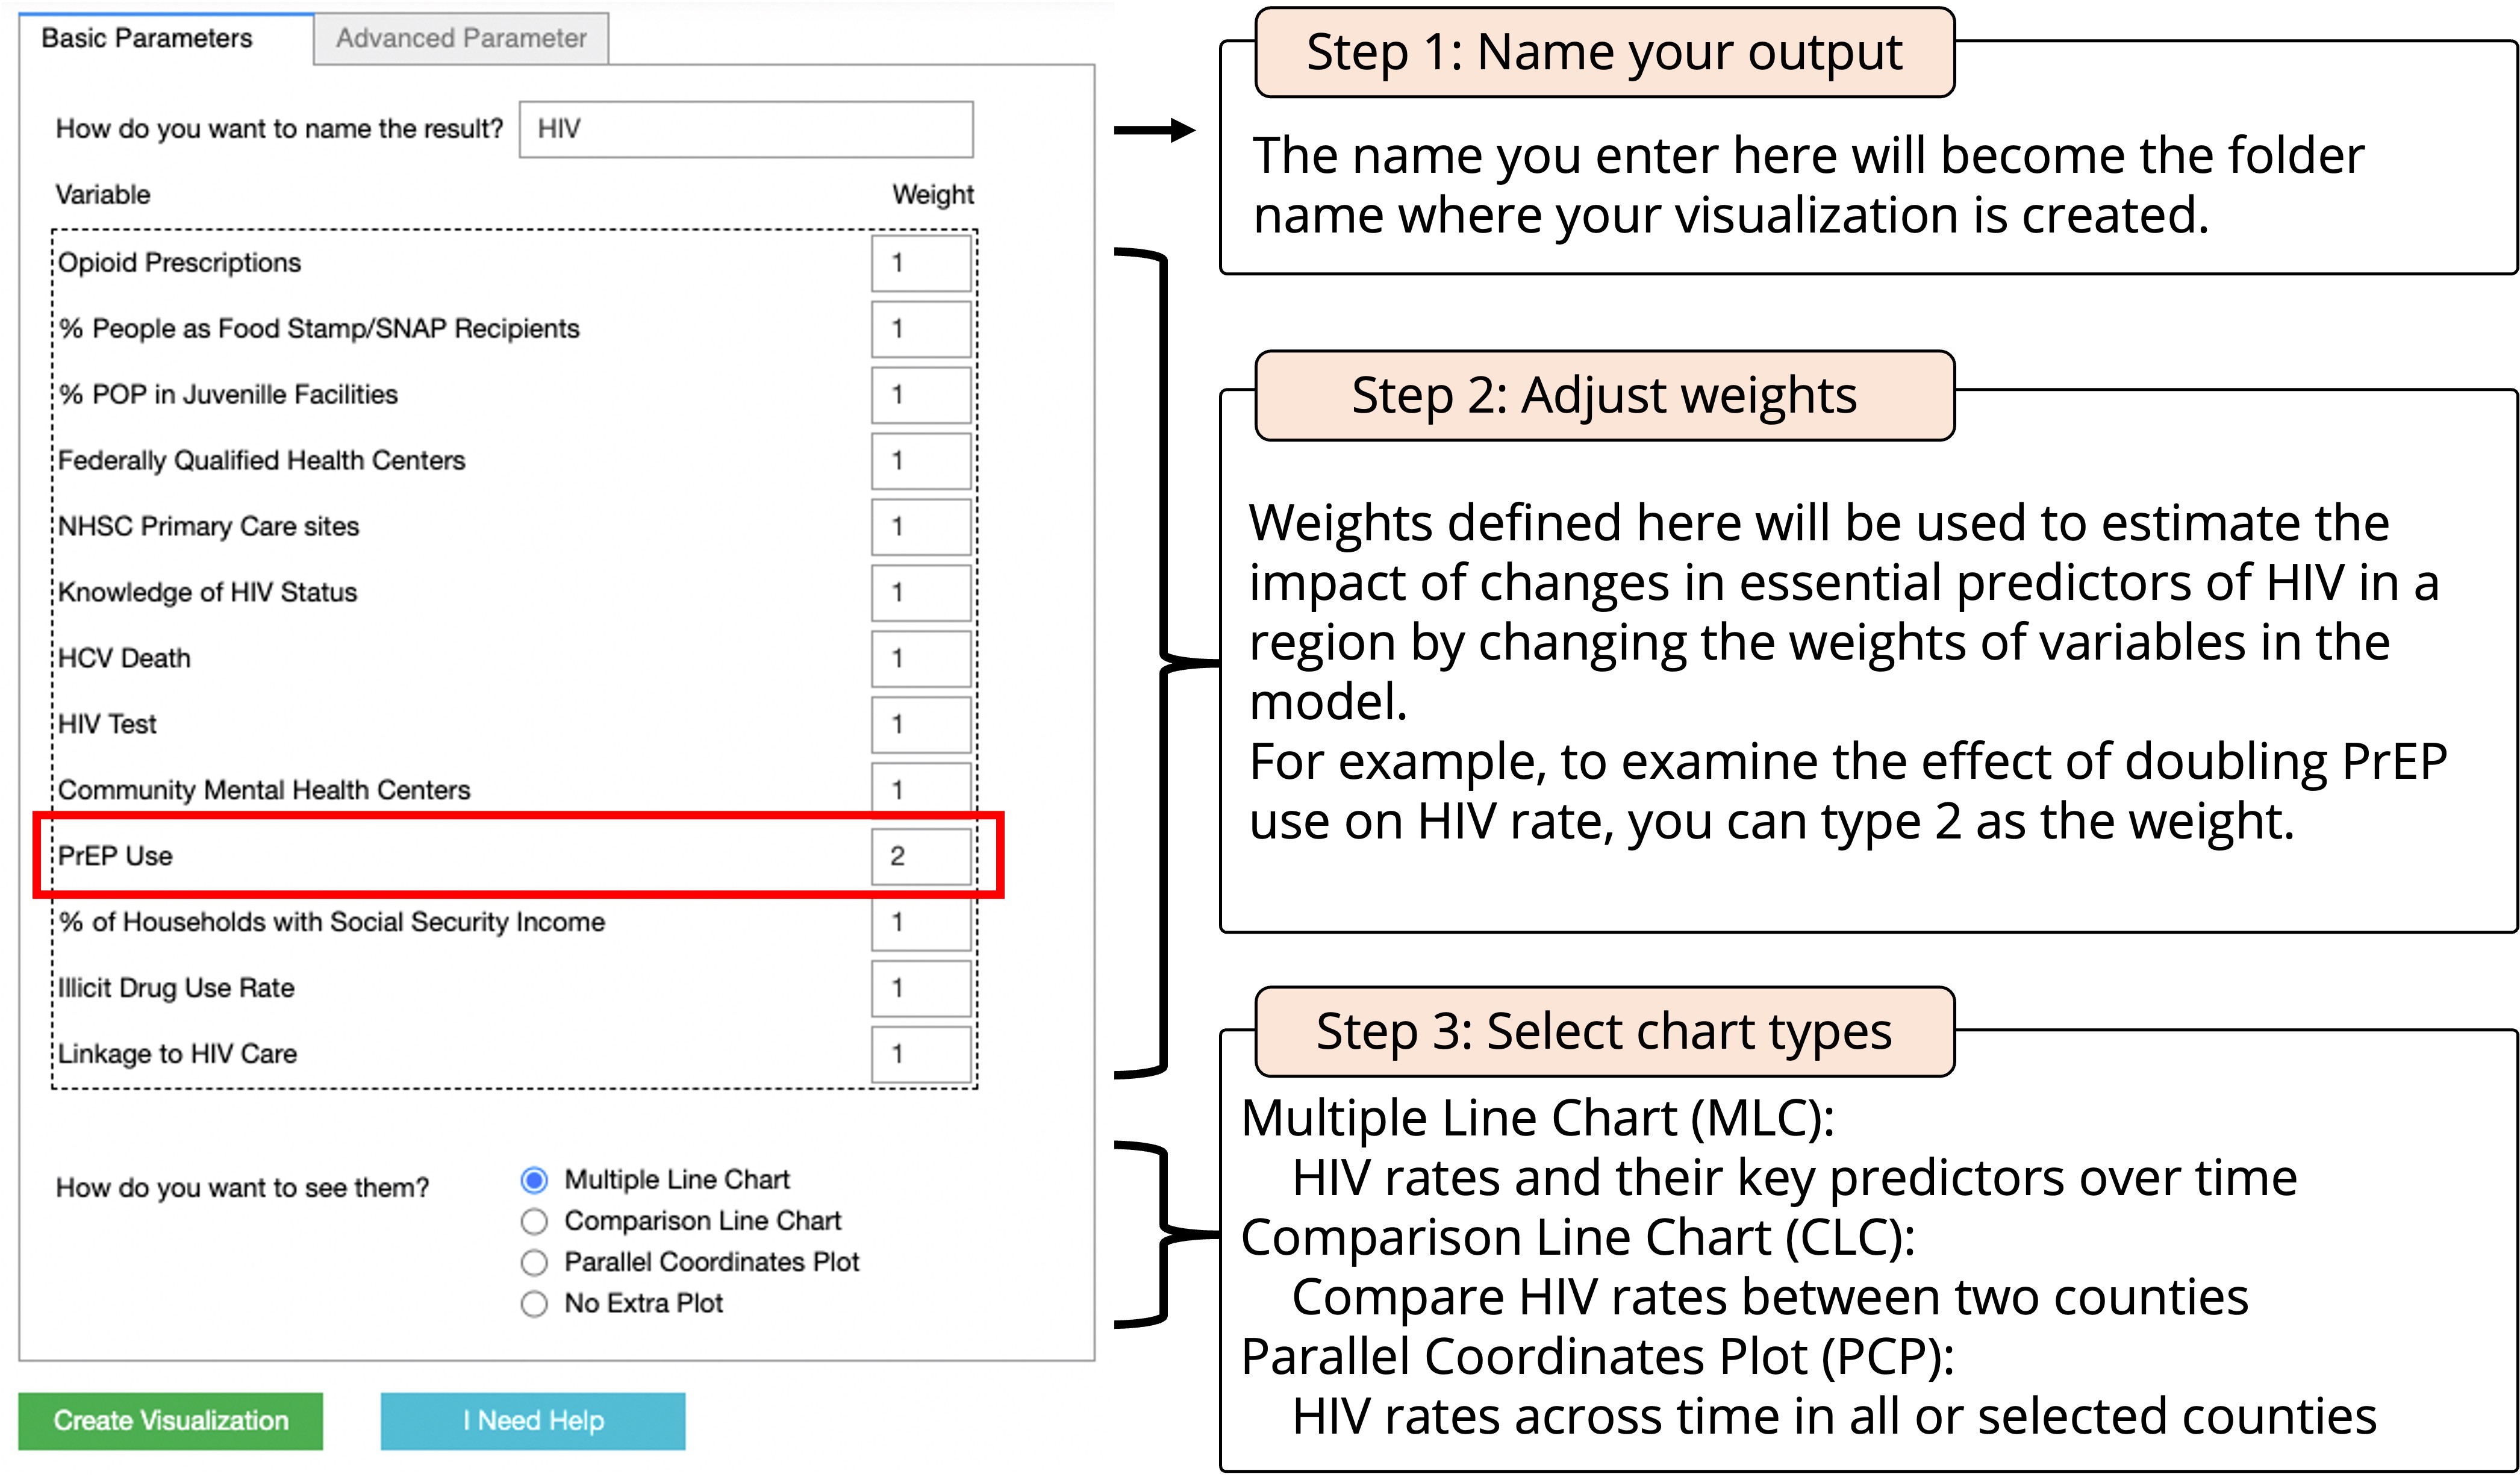 Basic Parameters
Advanced Parameter
How do you want to name the result?
HIV
Variable
Weight
Opioid Prescriptions
1
% People as Food Stamp/SNAP Recipients
1
% POP in Juvenille Facilities
1
Federally Qualified Health Centers
1
NHSC Primary Care sites
1
Knowledge of HIV Status
1
HCV Death
1
HIV Test
1
Community Mental Health Centers
1
PrEP Use
2
% of Households with Social Security Income
1
Illicit Drug Use Rate
1
Linkage to HIV Care
1
How do you want to see them?
Multiple Line Chart
Comparison Line Chart
Parallel Coordinates Plot
No Extra Plot
Create Visualization
I Need Help
Step 1: Name your output
The name you enter here will become the folder
name where your visualization is created.
Step 2: Adjust weights
Weights defined here will be used to estimate the
impact of changes in essential predictors of HIV in a
region by changing the weights of variables in the
model.
For example, to examine the effect of doubling PrEP
use on HIV rate, you can type 2 as the weight.
Step 3: Select chart types
Multiple Line Chart (MLC):
HIV rates and their key predictors over time
Comparison Line Chart (CLC):
Compare HIV rates between two counties
Parallel Coordinates Plot (PCP):
HIV rates across time in all or selected counties